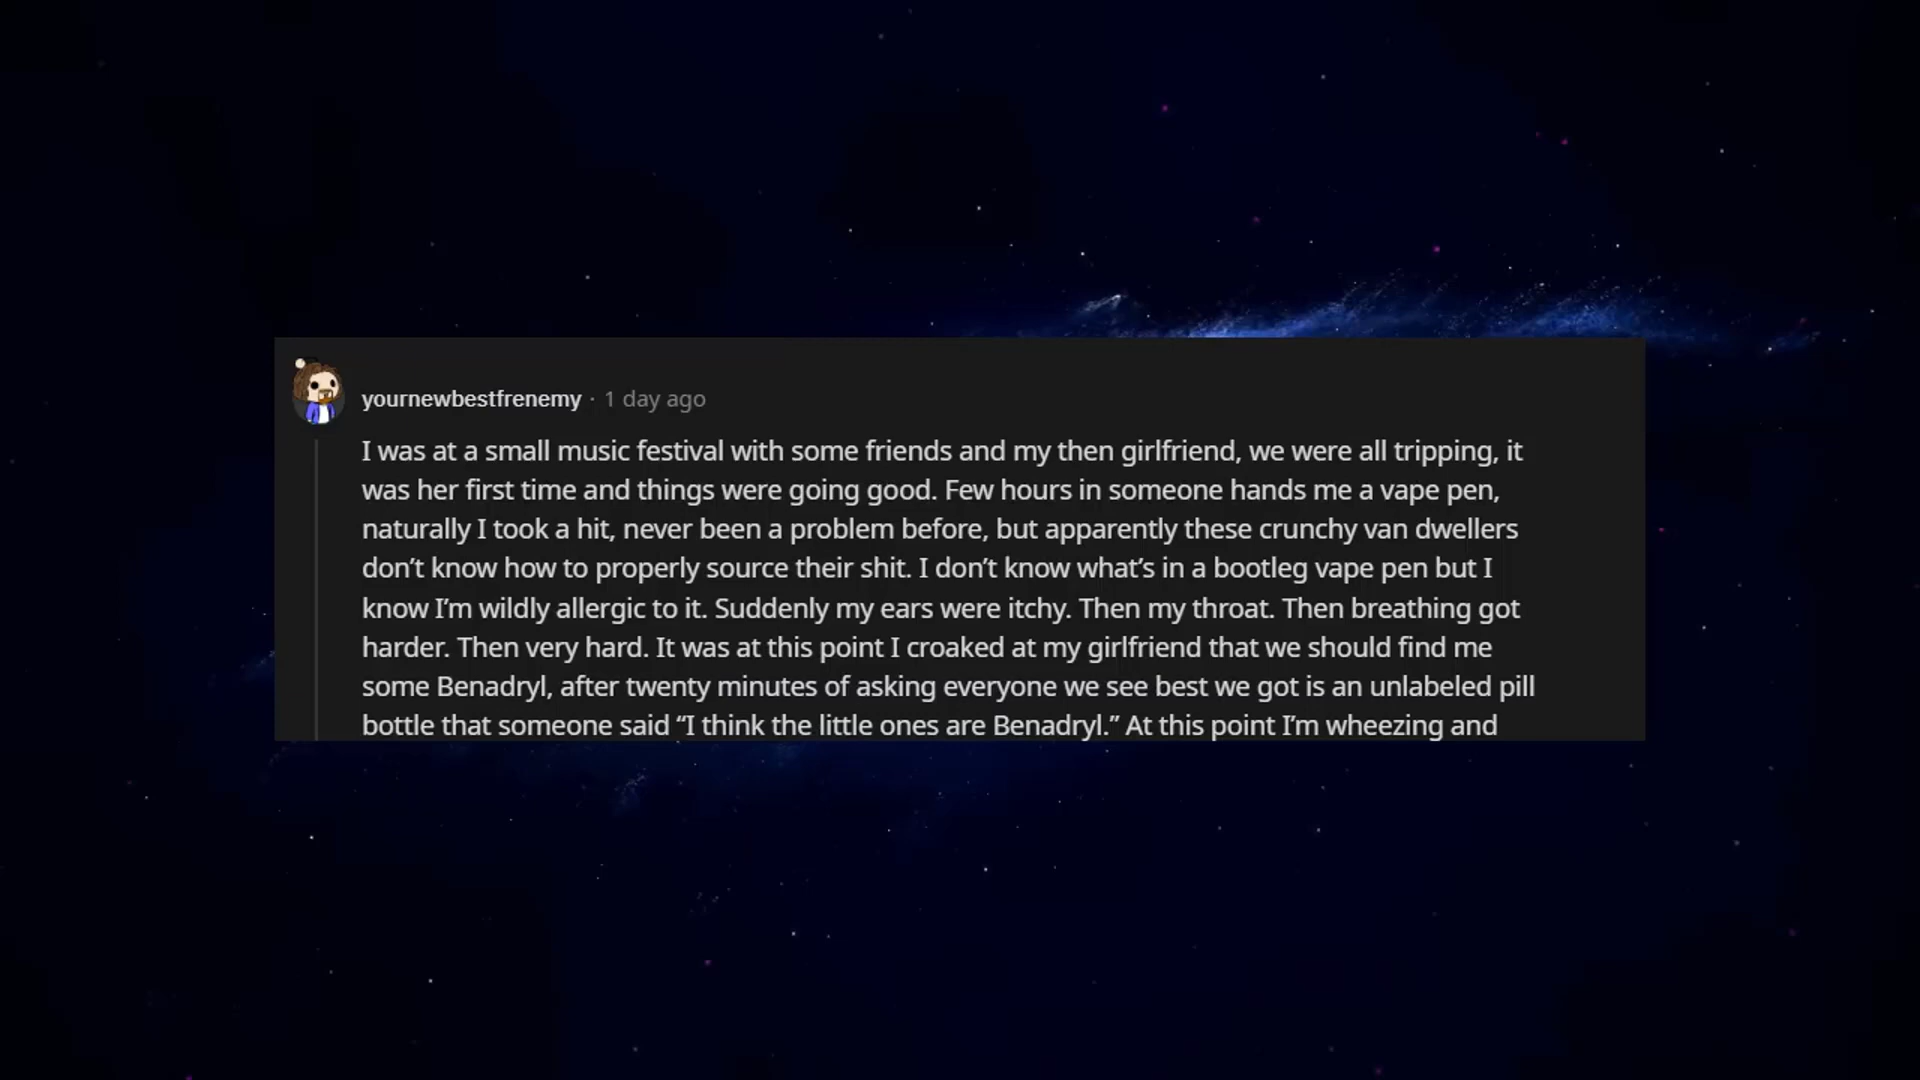 yournewbestfrenemy · 1 day ago
I was at a small music festival with some friends and my then girlfriend, we were all tripping, it
was her first time and things were going good. Few hours in someone hands me a vape pen,
naturally I took a hit, never been a problem before, but apparently these crunchy van dwellers
don’t know how to properly source their shit. I don’t know what’s in a bootleg vape pen but I
know I’m wildly allergic to it. Suddenly my ears were itchy. Then my throat. Then breathing got
harder. Then very hard. It was at this point I croaked at my girlfriend that we should find me
some Benadryl, after twenty minutes of asking everyone we see best we got is an unlabeled pill
bottle that someone said “I think the little ones are Benadryl.” At this point I’m wheezing and